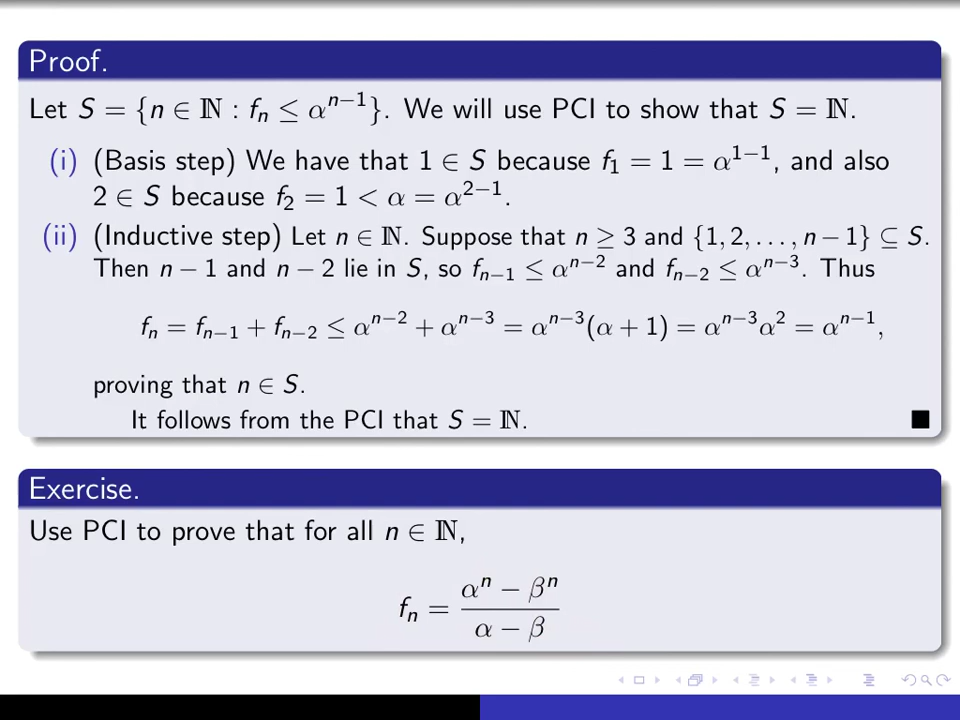 Proof.
Let S = {n ∈ ℕ : fₙ ≤ αⁿ⁻¹}. We will use PCI to show that S = ℕ.
(i) (Basis step) We have that 1 ∈ S because f₁ = 1 = α¹⁻¹, and also
2 ∈ S because f₂ = 1 < α = α²⁻¹.
(ii) (Inductive step) Let n ∈ ℕ. Suppose that n ≥ 3 and {1, 2, . . . , n − 1} ⊆ S.
Then n − 1 and n − 2 lie in S, so fₙ₋₁ ≤ αⁿ⁻² and fₙ₋₂ ≤ αⁿ⁻³. Thus
fₙ = fₙ₋₁ + fₙ₋₂ ≤ αⁿ⁻² + αⁿ⁻³ = αⁿ⁻³(α + 1) = αⁿ⁻³α² = αⁿ⁻¹,
proving that n ∈ S.
It follows from the PCI that S = ℕ. ■
Exercise.
Use PCI to prove that for all n ∈ ℕ,
fₙ = (αⁿ − βⁿ) / (α − β)